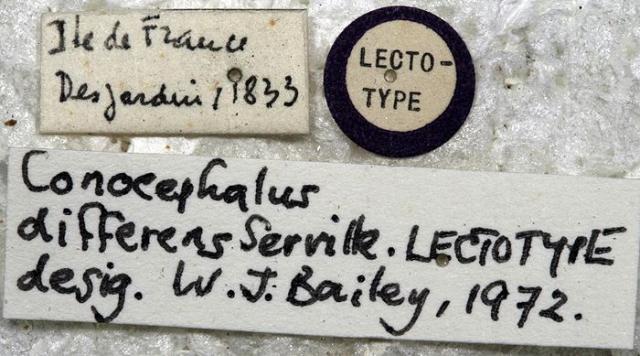 Ile de France
Desjardin, 1833
LECTO-
TYPE
Conocephalus
differens Serville. LECTOTYPE
desig. W. J. Bailey, 1972.